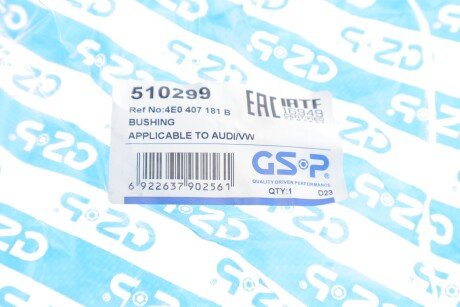 510299
Ref No:4E0 407 181 B
BUSHING
APPLICABLE TO AUDI/VW
6 922637 902561
EAC IATF
16949
GSP
QUALITY DRIVEN PERFORMANCE
QTY:1
D23